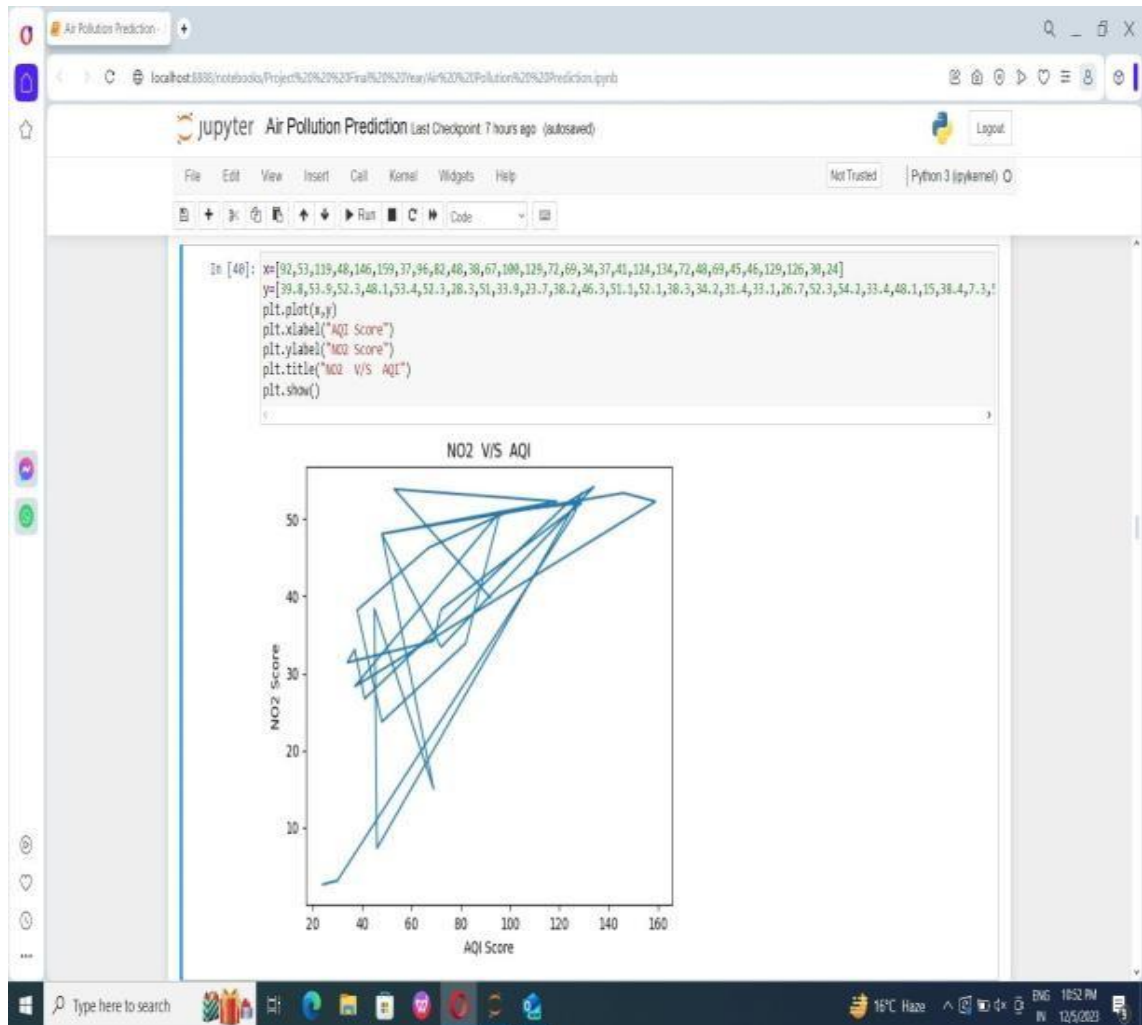 Air Pollution Prediction -
localhost:8888/notebooks/Project%20%20%20Final%20%20Year/Air%20%20Pollution%20%20Prediction.ipynb
jupyter Air Pollution Prediction Last Checkpoint: 7 hours ago (autosaved)
Logout
File Edit View Insert Cell Kernel Widgets Help
Not Trusted Python 3 (ipykernel) O
Run Code
In [40]: x=[92,53,119,48,146,159,37,96,82,48,38,67,100,129,72,69,34,37,41,124,134,72,48,69,45,46,129,126,30,24]
y=[39.8,53.9,52.3,48.1,53.4,52.3,28.3,51,33.9,23.7,38.2,46.3,51.1,52.1,38.3,34.2,31.4,33.1,26.7,52.3,54.2,33.4,48.1,15,38.4,7.3,5
plt.plot(x,y)
plt.xlabel("AQI Score")
plt.ylabel("NO2 Score")
plt.title("NO2 V/S AQI")
plt.show()
NO2 V/S AQI
50
40
30
20
10
NO2 Score
20 40 60 80 100 120 140 160
AQI Score
Type here to search
16°C Haze
ENG 10:52 PM
IN 12/5/2023